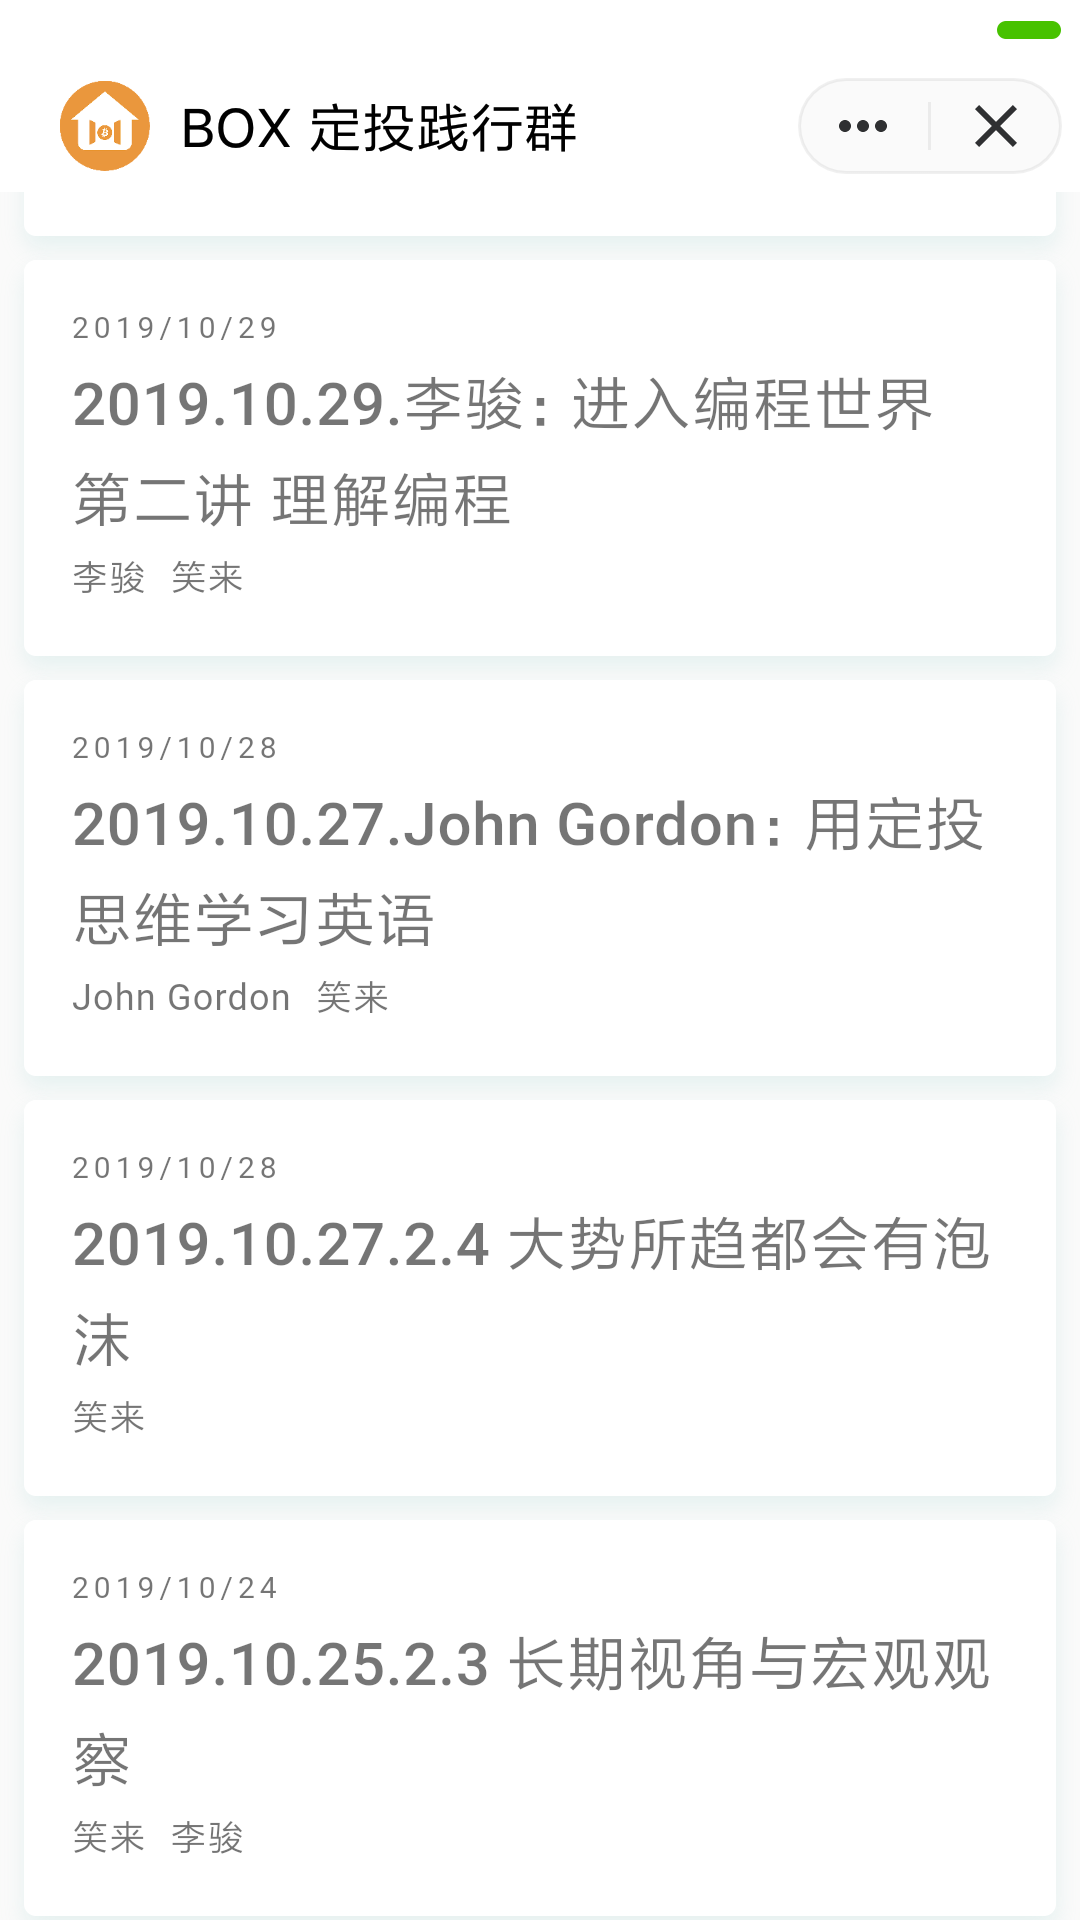 BOX 定投践行群
2019/10/29
2019.10.29.李骏：进入编程世界
第二讲 理解编程
李骏 笑来
2019/10/28
2019.10.27.John Gordon：用定投
思维学习英语
John Gordon 笑来
2019/10/28
2019.10.27.2.4 大势所趋都会有泡
沫
笑来
2019/10/24
2019.10.25.2.3 长期视角与宏观观
察
笑来 李骏